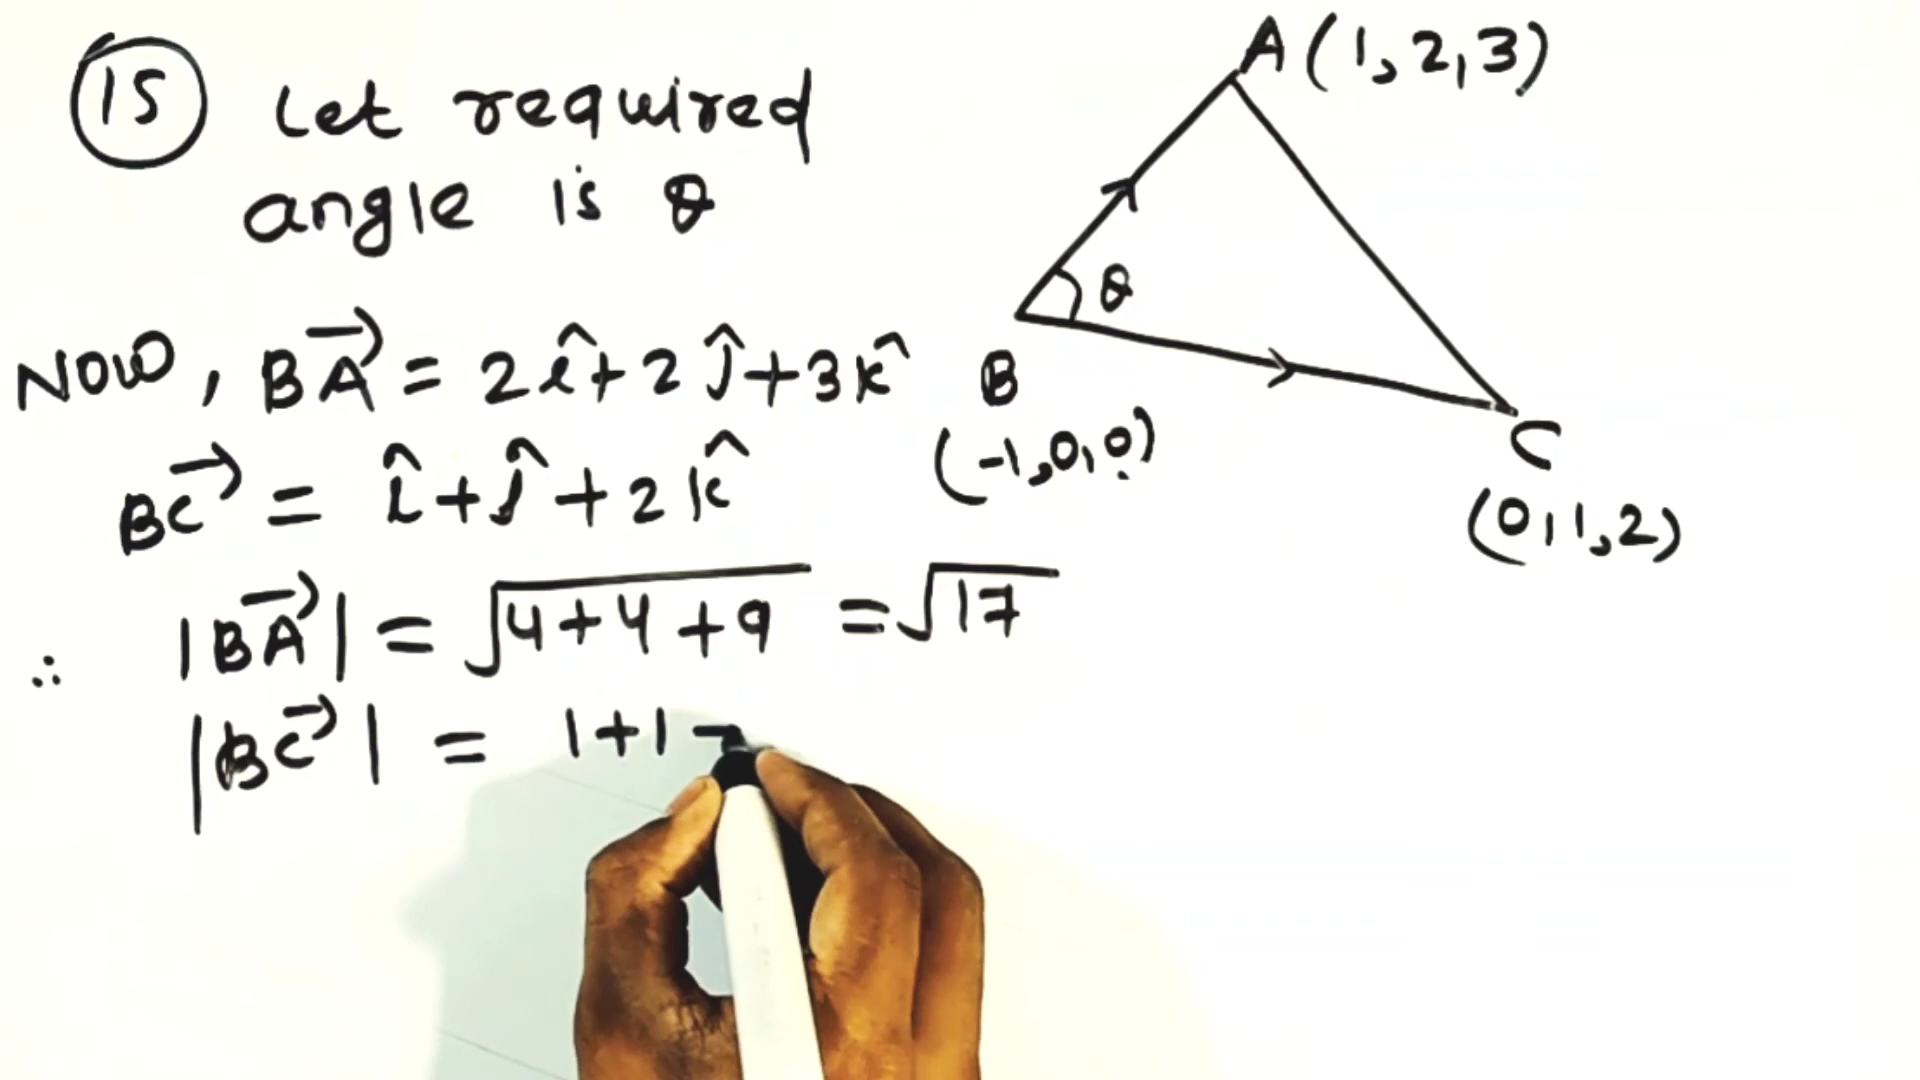 15 Let required
angle is θ
Now, BA→ = 2î + 2ĵ + 3k̂
BC→ = î + ĵ + 2k̂
∴ |BA→| = √4+4+9 = √17
|BC→| = 1+1
A (1,2,3)
θ
B
(-1,0,0)
C
(0,1,2)